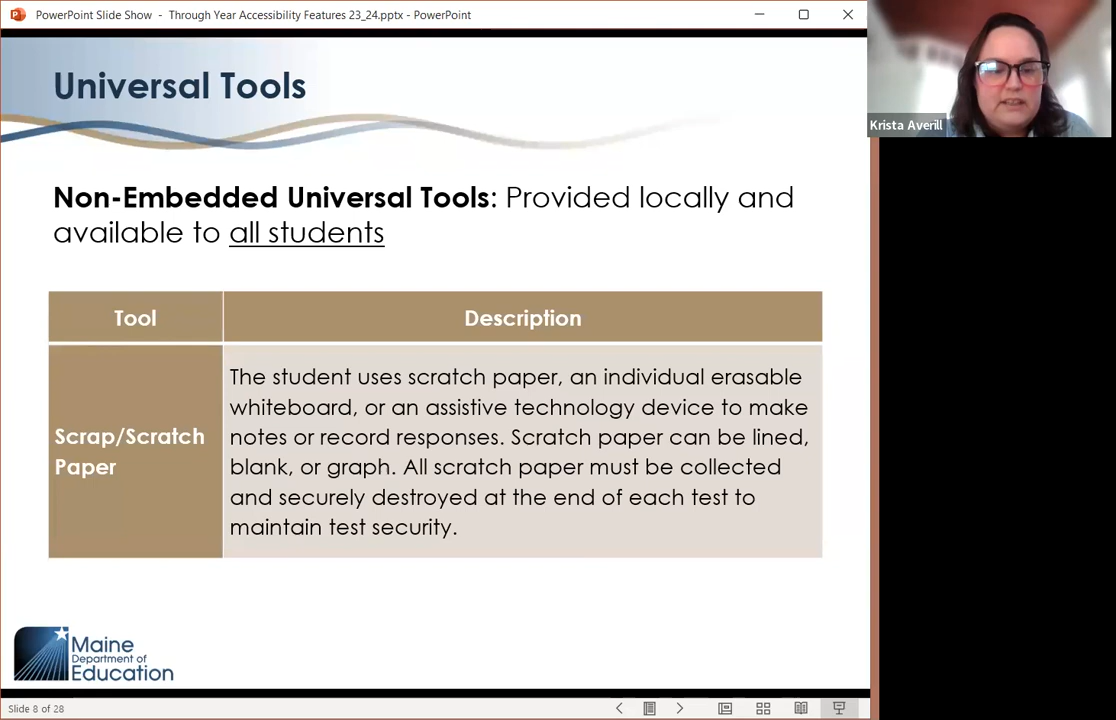 PowerPoint Slide Show - Through Year Accessibility Features 23_24.pptx - PowerPoint
Krista Averill
Universal Tools
Non-Embedded Universal Tools: Provided locally and
available to all students
Tool
Description
Scrap/Scratch
Paper
The student uses scratch paper, an individual erasable
whiteboard, or an assistive technology device to make
notes or record responses. Scratch paper can be lined,
blank, or graph. All scratch paper must be collected
and securely destroyed at the end of each test to
maintain test security.
Maine
Department of
Education
Slide 8 of 28